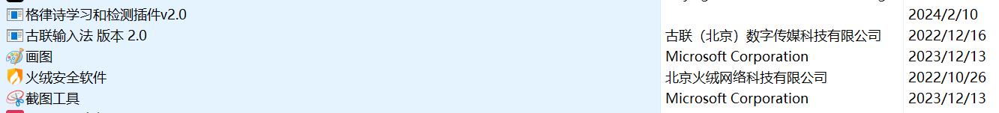 格律诗学习和检测插件v2.0 2024/2/10
古联输入法 版本 2.0 古联（北京）数字传媒科技有限公司 2022/12/16
画图 Microsoft Corporation 2023/12/13
火绒安全软件 北京火绒网络科技有限公司 2022/10/26
截图工具 Microsoft Corporation 2023/12/13